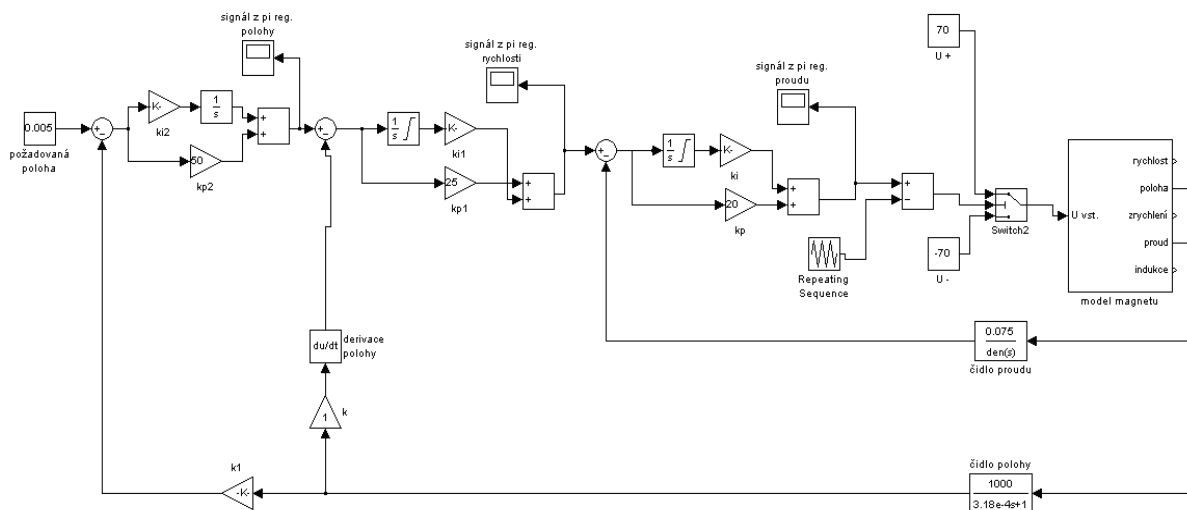 signál z pi reg.
polohy
signál z pi reg.
rychlosti
signál z pi reg.
proudu
70
U +
K-
ki2
1
s
+
+
0.005
požadovaná
poloha
+
-
50
kp2
+
-
1
s
K-
ki1
25
kp1
+
+
+
-
1
s
K-
ki
20
kp
+
+
+
-
Repeating
Sequence
-70
U -
Switch2
U vst.
rychlost
poloha
zrychlení
proud
indukce
model magnetu
du/dt
derivace
polohy
0.075
den(s)
čidlo proudu
1
k
k1
-K-
čidlo polohy
1000
3.18e-4s+1